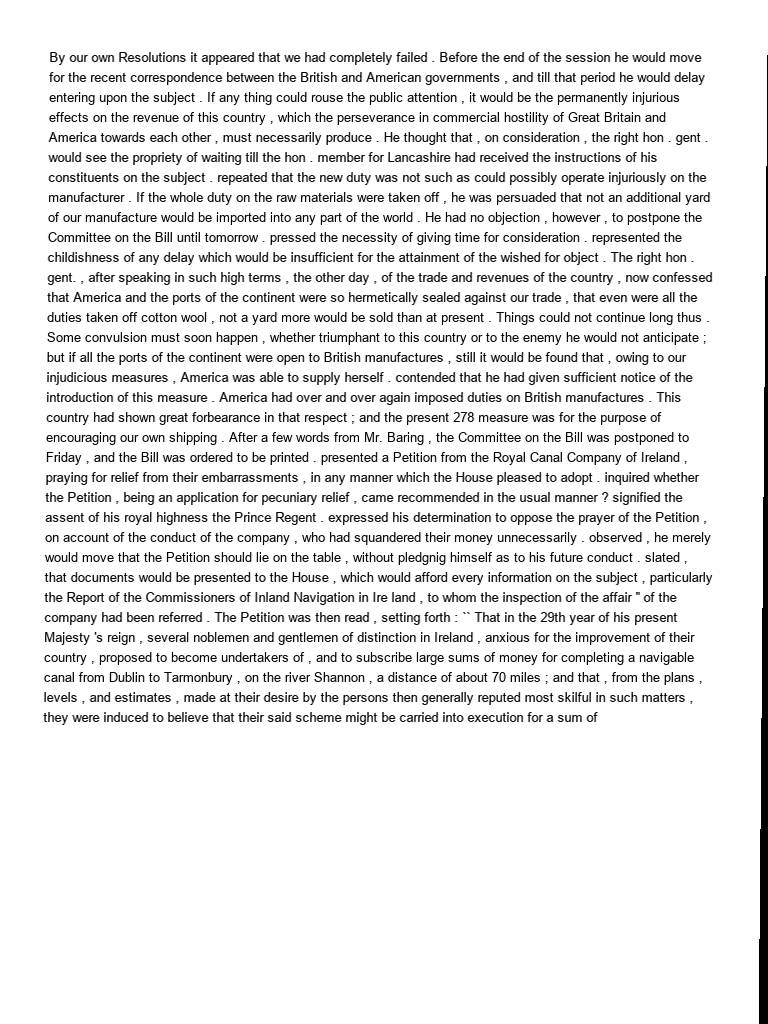 By our own Resolutions it appeared that we had completely failed . Before the end of the session he would move
for the recent correspondence between the British and American governments , and till that period he would delay
entering upon the subject . If any thing could rouse the public attention , it would be the permanently injurious
effects on the revenue of this country , which the perseverance in commercial hostility of Great Britain and
America towards each other , must necessarily produce . He thought that , on consideration , the right hon . gent .
would see the propriety of waiting till the hon . member for Lancashire had received the instructions of his
constituents on the subject . repeated that the new duty was not such as could possibly operate injuriously on the
manufacturer . If the whole duty on the raw materials were taken off , he was persuaded that not an additional yard
of our manufacture would be imported into any part of the world . He had no objection , however , to postpone the
Committee on the Bill until tomorrow . pressed the necessity of giving time for consideration . represented the
childishness of any delay which would be insufficient for the attainment of the wished for object . The right hon .
gent. , after speaking in such high terms , the other day , of the trade and revenues of the country , now confessed
that America and the ports of the continent were so hermetically sealed against our trade , that even were all the
duties taken off cotton wool , not a yard more would be sold than at present . Things could not continue long thus .
Some convulsion must soon happen , whether triumphant to this country or to the enemy he would not anticipate ;
but if all the ports of the continent were open to British manufactures , still it would be found that , owing to our
injudicious measures , America was able to supply herself . contended that he had given sufficient notice of the
introduction of this measure . America had over and over again imposed duties on British manufactures . This
country had shown great forbearance in that respect ; and the present 278 measure was for the purpose of
encouraging our own shipping . After a few words from Mr. Baring , the Committee on the Bill was postponed to
Friday , and the Bill was ordered to be printed . presented a Petition from the Royal Canal Company of Ireland ,
praying for relief from their embarrassments , in any manner which the House pleased to adopt . inquired whether
the Petition , being an application for pecuniary relief , came recommended in the usual manner ? signified the
assent of his royal highness the Prince Regent . expressed his determination to oppose the prayer of the Petition ,
on account of the conduct of the company , who had squandered their money unnecessarily . observed , he merely
would move that the Petition should lie on the table , without pledgnig himself as to his future conduct . slated ,
that documents would be presented to the House , which would afford every information on the subject , particularly
the Report of the Commissioners of Inland Navigation in Ire land , to whom the inspection of the affair " of the
company had been referred . The Petition was then read , setting forth : `` That in the 29th year of his present
Majesty 's reign , several noblemen and gentlemen of distinction in Ireland , anxious for the improvement of their
country , proposed to become undertakers of , and to subscribe large sums of money for completing a navigable
canal from Dublin to Tarmonbury , on the river Shannon , a distance of about 70 miles ; and that , from the plans ,
levels , and estimates , made at their desire by the persons then generally reputed most skilful in such matters ,
they were induced to believe that their said scheme might be carried into execution for a sum of